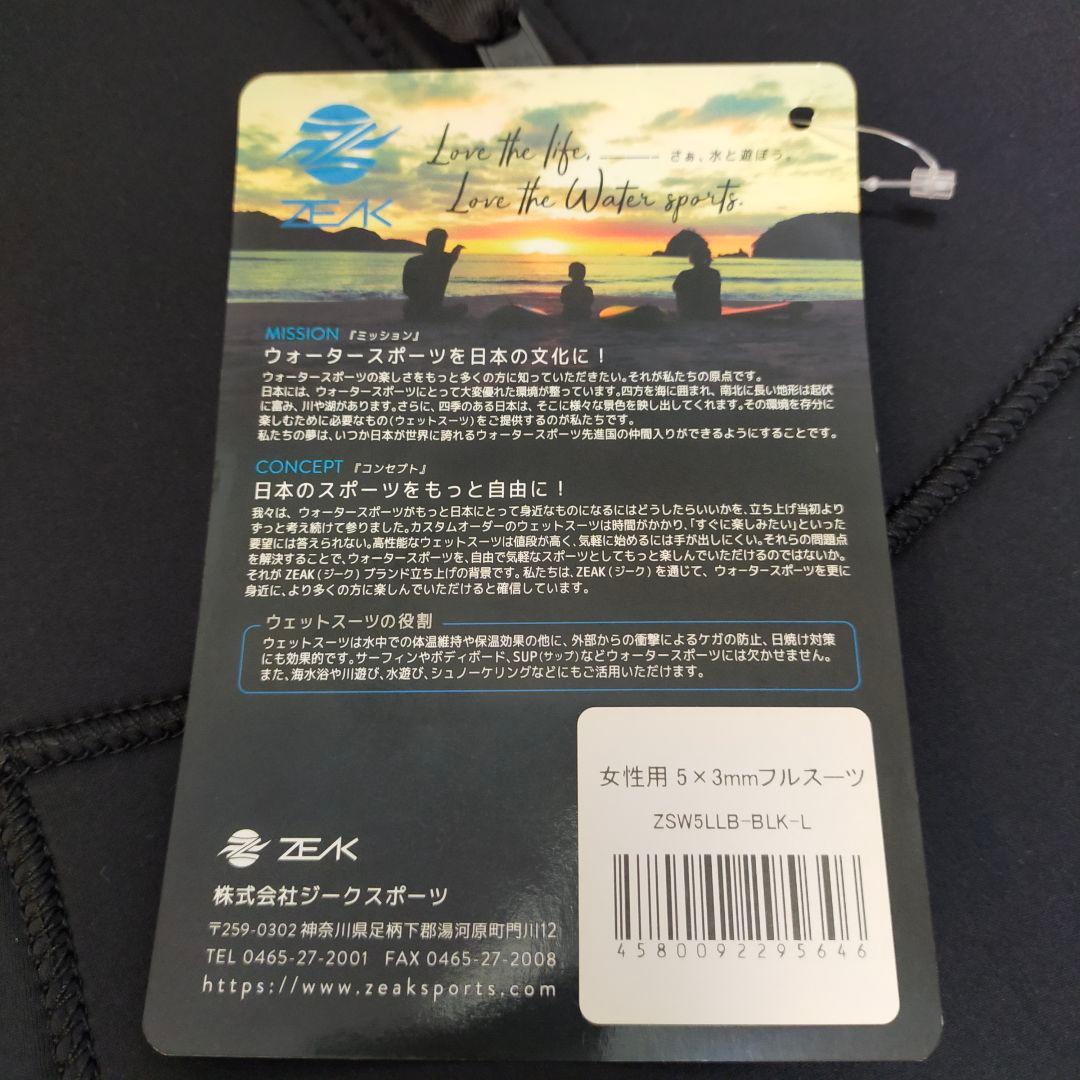 ZEAK
Love the life, さぁ、水と遊ぼう。
Love the Water sports.
MISSION 『ミッション』
ウォータースポーツを日本の文化に！
ウォータースポーツの楽しさをもっと多くの方に知っていただきたい。それが私たちの原点です。
日本には、ウォータースポーツにとって大変優れた環境が整っています。四方を海に囲まれ、南北に長い地形は起伏
に富み、川や湖があります。さらに、四季のある日本は、そこに様々な景色を映し出してくれます。その環境を存分に
楽しむために必要なもの(ウェットスーツ)をご提供するのが私たちです。
私たちの夢は、いつか日本が世界に誇れるウォータースポーツ先進国の仲間入りができるようにすることです。
CONCEPT 『コンセプト』
日本のスポーツをもっと自由に！
我々は、ウォータースポーツがもっと日本にとって身近なものになるにはどうしたらいいかを、立ち上げ当初より
ずっと考え続けて参りました。カスタムオーダーのウェットスーツは時間がかかり、「すぐに楽しみたい」といった
要望には答えられない。高性能なウェットスーツは値段が高く、気軽に始めるには手が出しにくい。それらの問題点
を解決することで、ウォータースポーツを、自由で気軽なスポーツとしてもっと楽しんでいただけるのではないか。
それが ZEAK(ジーク) ブランド立ち上げの背景です。私たちは、ZEAK(ジーク) を通じて、ウォータースポーツを更に
身近に、より多くの方に楽しんでいただけると確信しています。
ウェットスーツの役割
ウェットスーツは水中での体温維持や保温効果の他に、外部からの衝撃によるケガの防止、日焼け対策
にも効果的です。サーフィンやボディボード、SUP(サップ)などウォータースポーツには欠かせません。
また、海水浴や川遊び、水遊び、シュノーケリングなどにもご活用いただけます。
女性用 5×3mmフルスーツ
ZSW5LLB-BLK-L
4580092295646
ZEAK
株式会社ジークスポーツ
〒259-0302 神奈川県足柄下郡湯河原町門川12
TEL 0465-27-2001 FAX 0465-27-2008
https://www.zeaksports.com